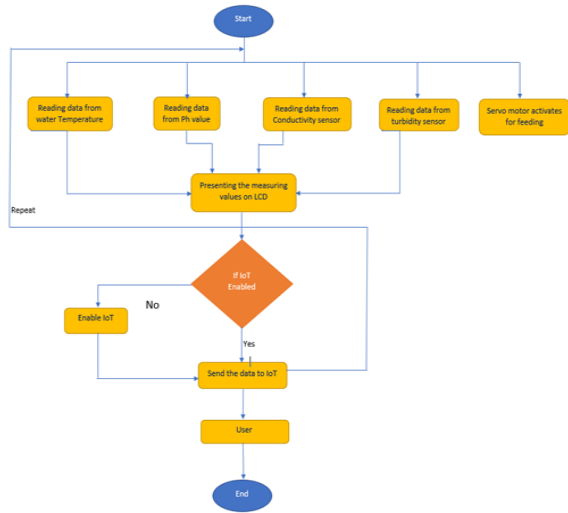 Start
Reading data from
water Temperature
Reading data
from Ph value
Reading data from
Conductivity sensor
Reading data from
turbidity sensor
Servo motor activates
for feeding
Presenting the measuring
values on LCD
Repeat
If IoT
Enabled
No
Enable IoT
Yes
Send the data to IoT
User
End